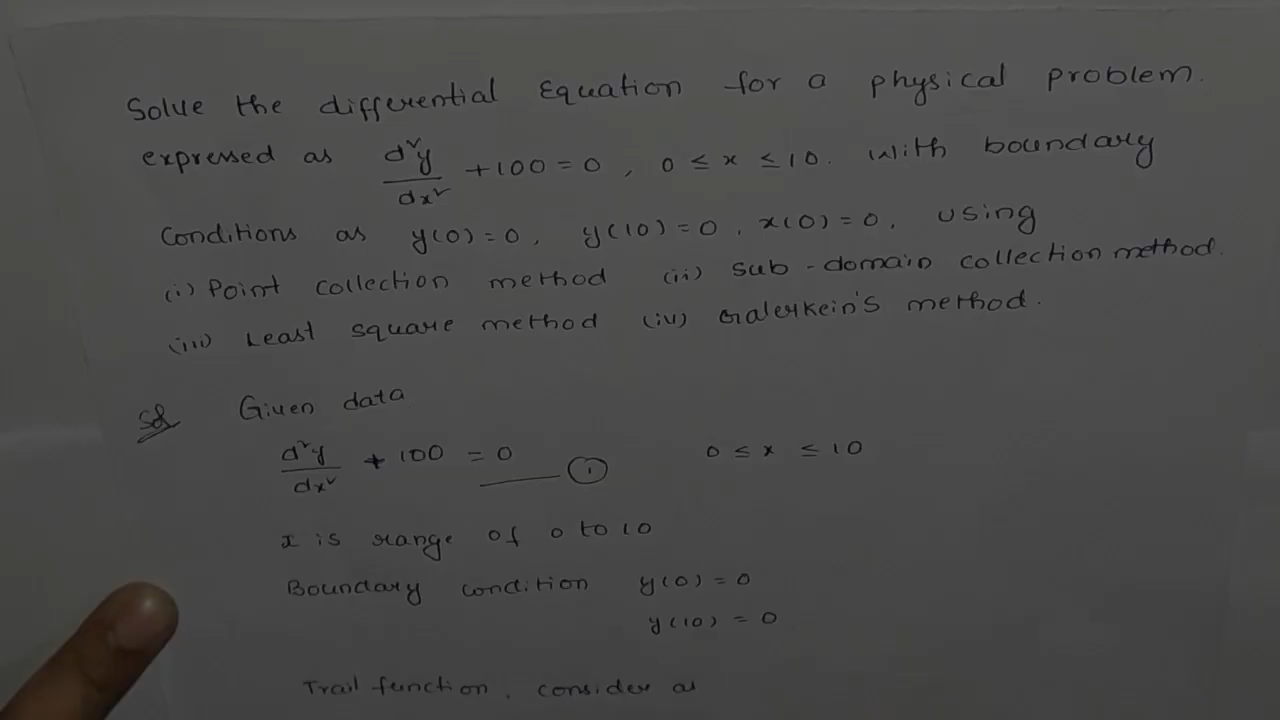 Solve the differential Equation for a physical problem.
expressed as d²y/dx² +100 = 0 , 0 ≤ x ≤ 10. With boundary
Conditions as y(0) = 0, y(10) = 0, x(0) = 0, using
(i) Point collection method (ii) sub-domain collection method.
(iii) Least square method (iv) Galerkein's method.
Sol Given data
d²y/dx² + 100 = 0 ① 0 ≤ x ≤ 10
x is range of 0 to 10
Boundary condition y(0) = 0
y(10) = 0
Trail function, consider as